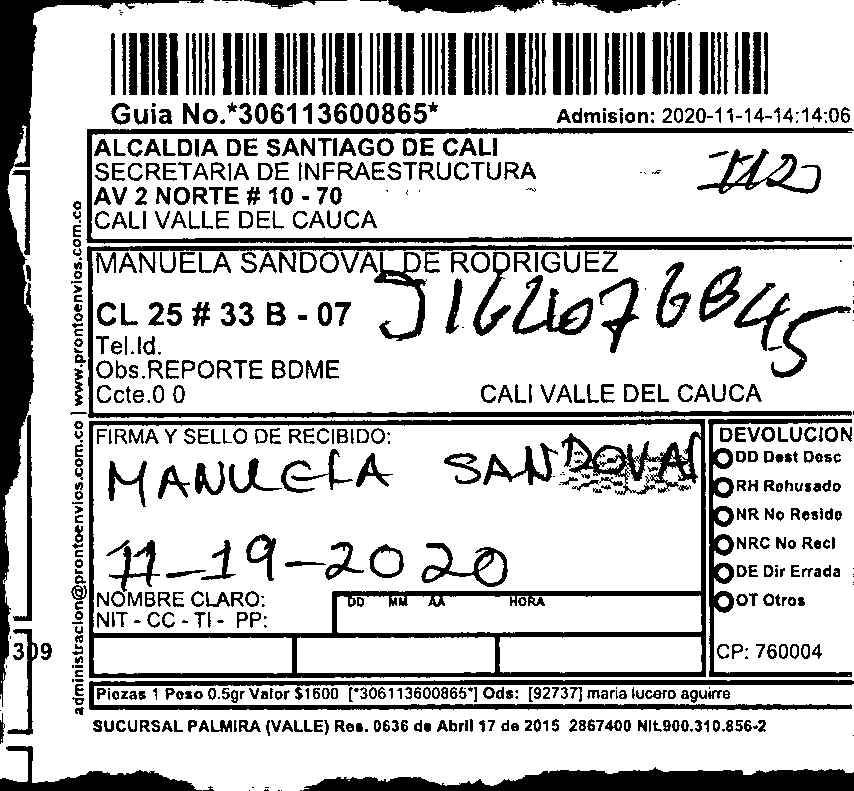 Guia No.*306113600865*
Admision: 2020-11-14-14:14:06
ALCALDIA DE SANTIAGO DE CALI
SECRETARIA DE INFRAESTRUCTURA
AV 2 NORTE # 10 - 70
CALI VALLE DEL CAUCA
MANUELA SANDOVAL DE RODRIGUEZ
CL 25 # 33 B - 07
Tel.Id.
Obs.REPORTE BDME
Ccte.0 0
CALI VALLE DEL CAUCA
FIRMA Y SELLO DE RECIBIDO:
MANUELA SANDOVAL
11-19-2020
NOMBRE CLARO:
NIT - CC - TI - PP:
DD MM AA HORA
DEVOLUCION
DD Dest Desc
RH Rehusado
NR No Reside
NRC No Recl
DE Dir Errada
OT Otros
CP: 760004
309
Piezas 1 Peso 0.5gr Valor $1600 [*306113600865*] Ods: [92737] maria lucero aguirre
SUCURSAL PALMIRA (VALLE) Res. 0636 de Abril 17 de 2015 2867400 Nit.900.310.856-2
administracion@prontoenvios.com.co | www.prontoenvios.com.co